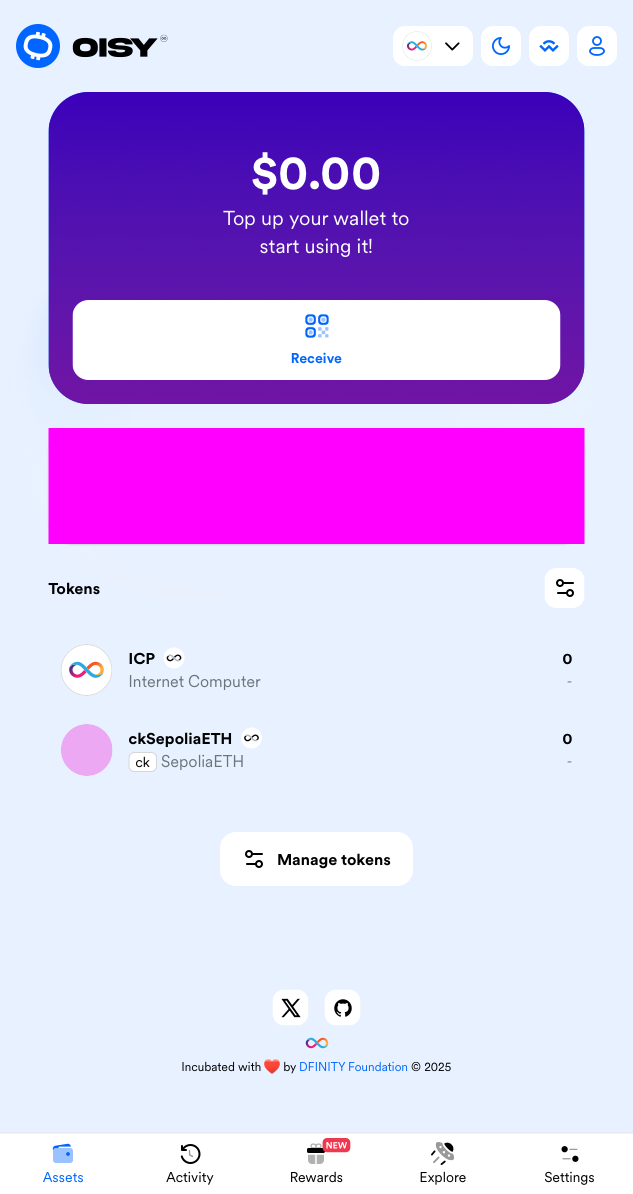 OISY
$0.00
Top up your wallet to
start using it!
Receive
Tokens
ICP
0
Internet Computer
-
ckSepoliaETH
0
ck SepoliaETH
-
Manage tokens
Incubated with ❤️ by DFINITY Foundation © 2025
NEW
Assets
Activity
Rewards
Explore
Settings